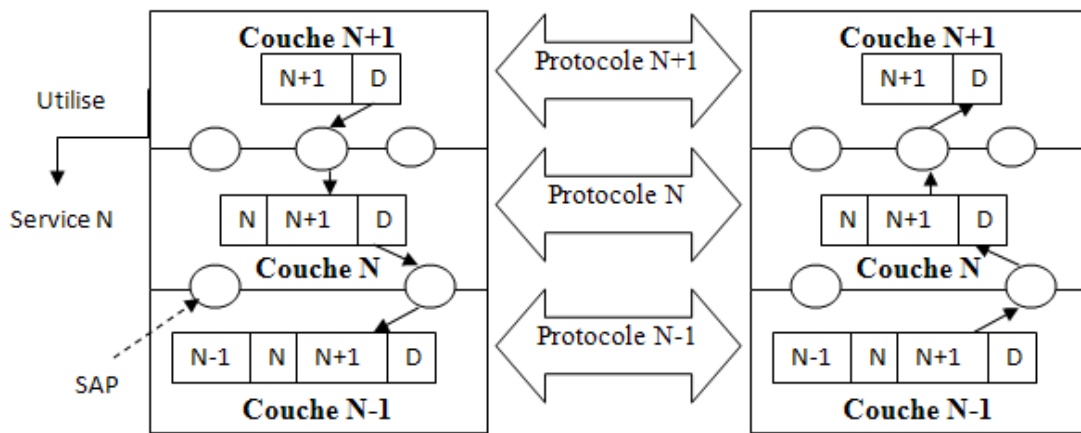 Couche N+1
N+1 D
Utilise
Service N
N N+1 D
Couche N
SAP
N-1 N N+1 D
Couche N-1
Protocole N+1
Protocole N
Protocole N-1
Couche N+1
N+1 D
N N+1 D
Couche N
N-1 N N+1 D
Couche N-1